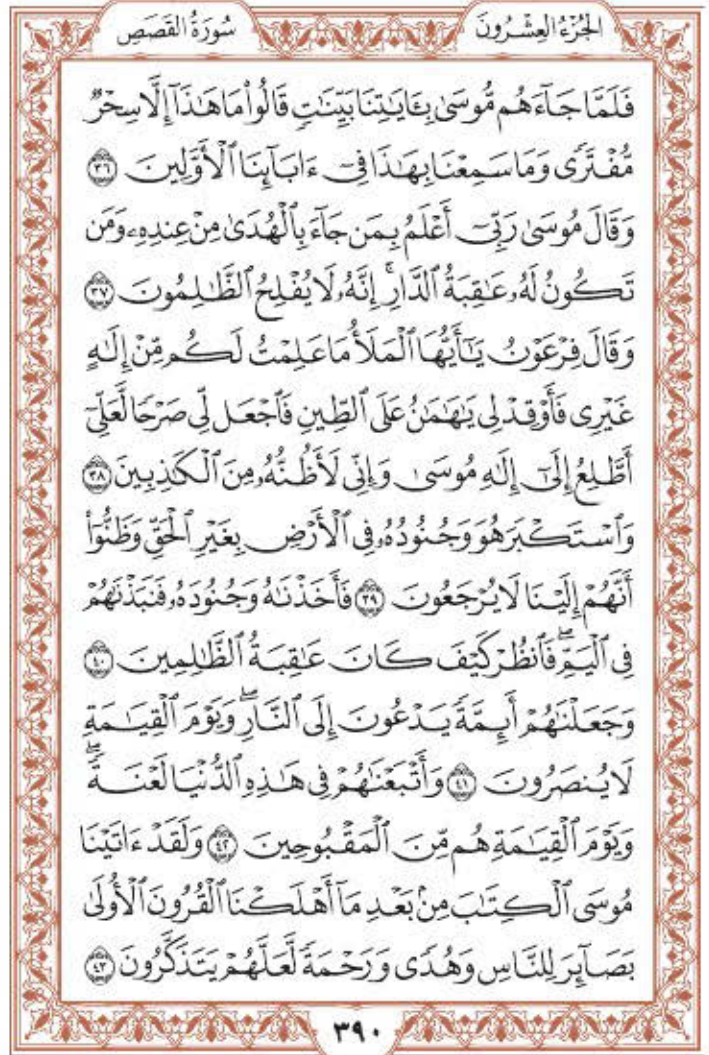 الجُزْءُ العِشْرُونَ سُورَةُ القَصَصِ
فَلَمَّا جَآءَهُم مُّوسَىٰ بِـَٔايَٰتِنَا بَيِّنَٰتٖ قَالُواْ مَا هَٰذَآ إِلَّا سِحۡرٞ
مُّفۡتَرٗى وَمَا سَمِعۡنَا بِهَٰذَا فِيٓ ءَابَآئِنَا ٱلۡأَوَّلِينَ ٣٦
وَقَالَ مُوسَىٰ رَبِّيٓ أَعۡلَمُ بِمَن جَآءَ بِٱلۡهُدَىٰ مِنۡ عِندِهِۦ وَمَن
تَكُونُ لَهُۥ عَٰقِبَةُ ٱلدَّارِۚ إِنَّهُۥ لَا يُفۡلِحُ ٱلظَّٰلِمُونَ ٣٧
وَقَالَ فِرۡعَوۡنُ يَٰٓأَيُّهَا ٱلۡمَلَأُ مَا عَلِمۡتُ لَكُم مِّنۡ إِلَٰهٍ
غَيۡرِي فَأَوۡقِدۡ لِي يَٰهَٰمَٰنُ عَلَى ٱلطِّينِ فَٱجۡعَل لِّي صَرۡحٗا لَّعَلِّيٓ
أَطَّلِعُ إِلَىٰٓ إِلَٰهِ مُوسَىٰ وَإِنِّي لَأَظُنُّهُۥ مِنَ ٱلۡكَٰذِبِينَ ٣٨
وَٱسۡتَكۡبَرَ هُوَ وَجُنُودُهُۥ فِي ٱلۡأَرۡضِ بِغَيۡرِ ٱلۡحَقِّ وَظَنُّوٓاْ
أَنَّهُمۡ إِلَيۡنَا لَا يُرۡجَعُونَ ٣٩ فَأَخَذۡنَٰهُ وَجُنُودَهُۥ فَنَبَذۡنَٰهُمۡ
فِي ٱلۡيَمِّۖ فَٱنظُرۡ كَيۡفَ كَانَ عَٰقِبَةُ ٱلظَّٰلِمِينَ ٤٠
وَجَعَلۡنَٰهُمۡ أَئِمَّةٗ يَدۡعُونَ إِلَى ٱلنَّارِۖ وَيَوۡمَ ٱلۡقِيَٰمَةِ
لَا يُنصَرُونَ ٤١ وَأَتۡبَعۡنَٰهُمۡ فِي هَٰذِهِ ٱلدُّنۡيَا لَعۡنَةٗۖ
وَيَوۡمَ ٱلۡقِيَٰمَةِ هُم مِّنَ ٱلۡمَقۡبُوحِينَ ٤٢ وَلَقَدۡ ءَاتَيۡنَا
مُوسَى ٱلۡكِتَٰبَ مِنۢ بَعۡدِ مَآ أَهۡلَكۡنَا ٱلۡقُرُونَ ٱلۡأُولَىٰ
بَصَآئِرَ لِلنَّاسِ وَهُدٗى وَرَحۡمَةٗ لَّعَلَّهُمۡ يَتَذَكَّرُونَ ٤٣
٣٩٠